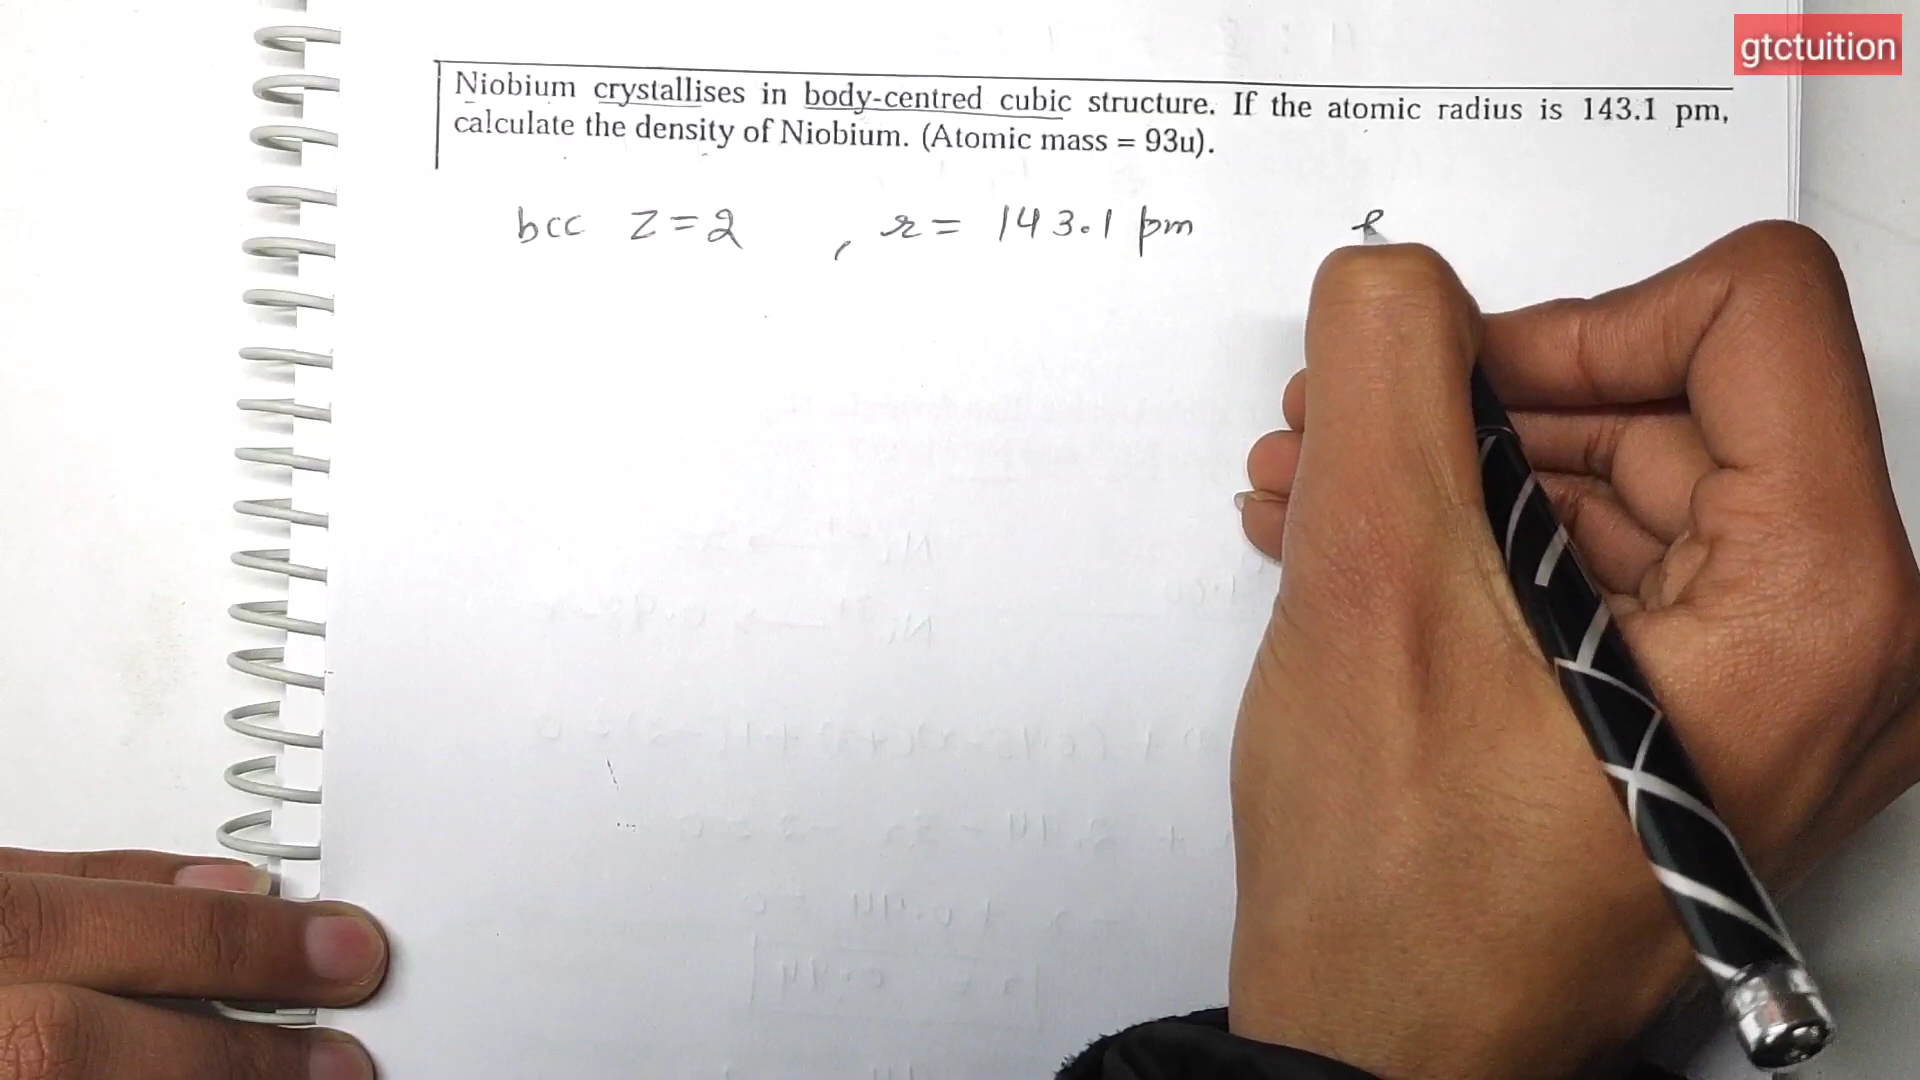 gtctuition
Niobium crystallises in body-centred cubic structure. If the atomic radius is 143.1 pm,
calculate the density of Niobium. (Atomic mass = 93u).
bcc Z=2 , r = 143.1 pm